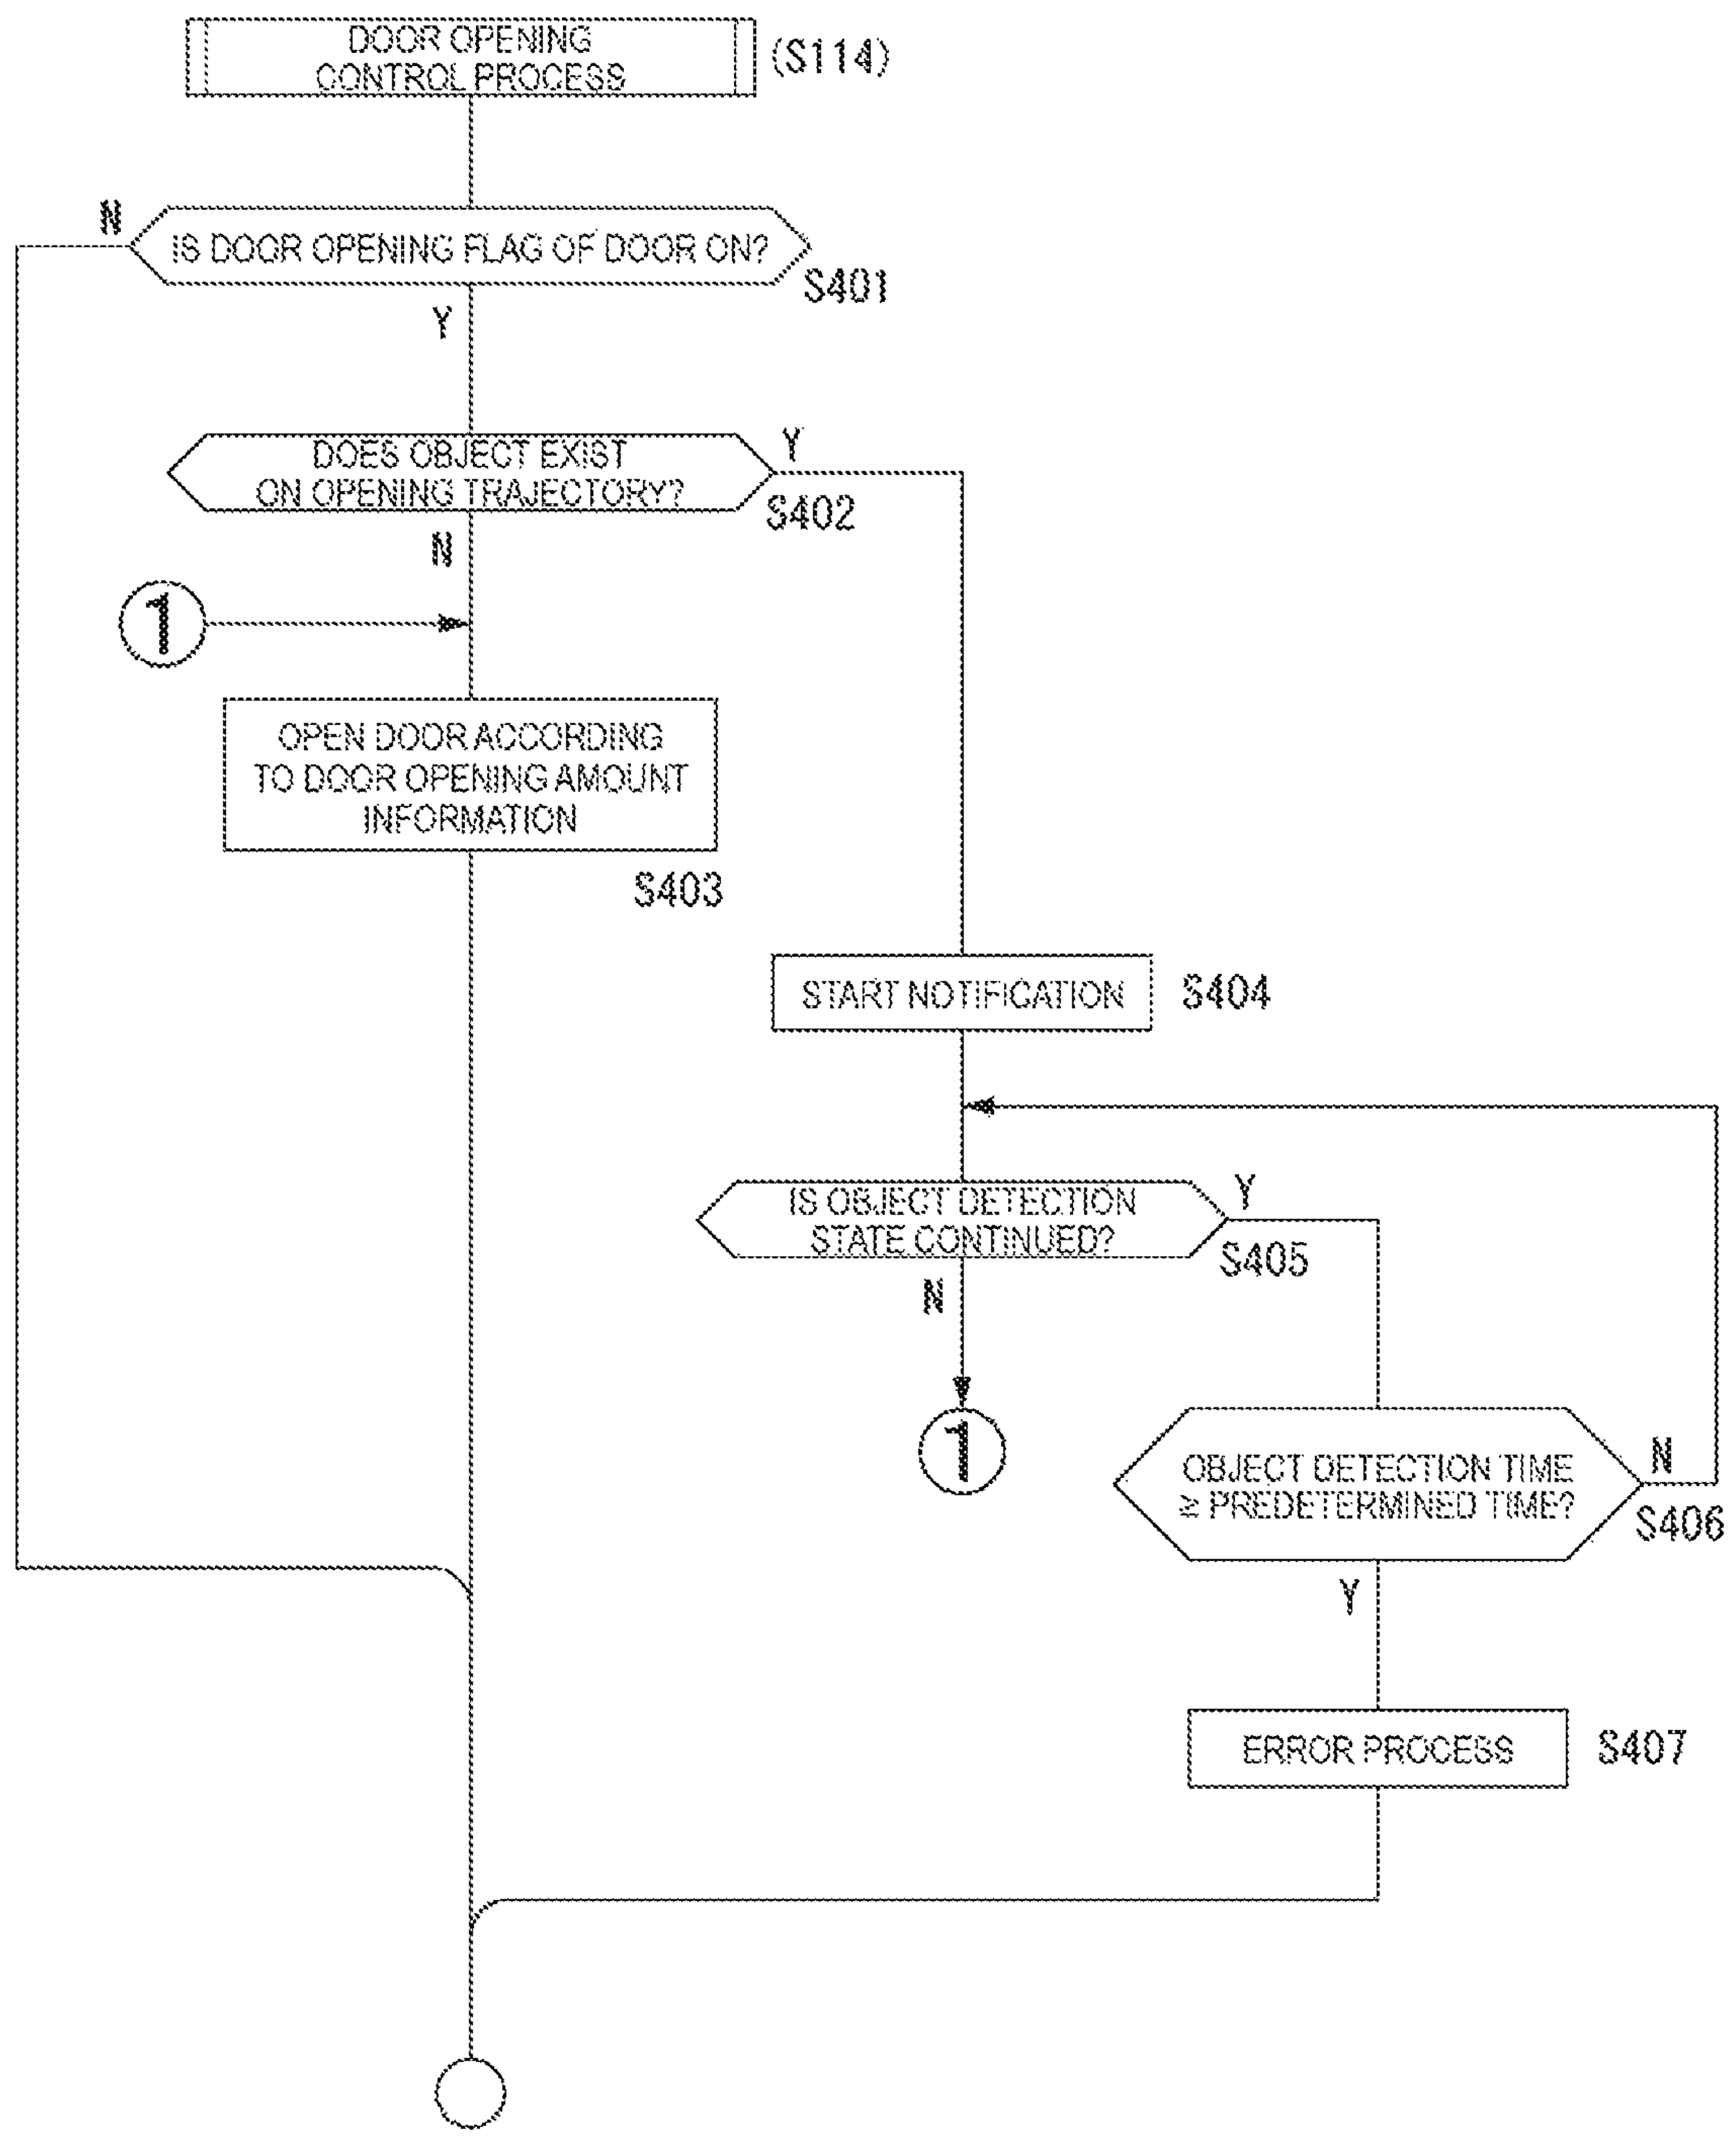 DOOR OPENING
CONTROL PROCESS
(S114)
N
IS DOOR OPENING FLAG OF DOOR ON?
S401
Y
DOES OBJECT EXIST
ON OPENING TRAJECTORY?
Y
S402
N
1
OPEN DOOR ACCORDING
TO DOOR OPENING AMOUNT
INFORMATION
S403
START NOTIFICATION
S404
IS OBJECT DETECTION
STATE CONTINUED?
Y
S405
N
1
OBJECT DETECTION TIME
≥ PREDETERMINED TIME?
N
S406
Y
ERROR PROCESS
S407